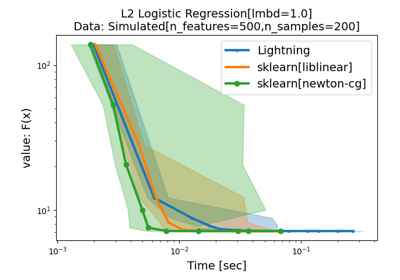 L2 Logistic Regression[lmbd=1.0]
Data: Simulated[n_features=500,n_samples=200]
Lightning
sklearn[liblinear]
sklearn[newton-cg]
value: F(x)
10²
10¹
10⁻³
10⁻²
10⁻¹
Time [sec]